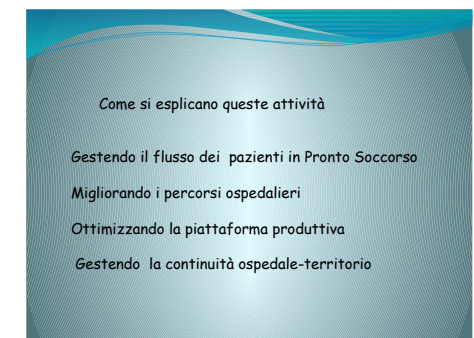 Come si esplicano queste attività
Gestendo il flusso dei pazienti in Pronto Soccorso
Migliorando i percorsi ospedalieri
Ottimizzando la piattaforma produttiva
Gestendo la continuità ospedale-territorio